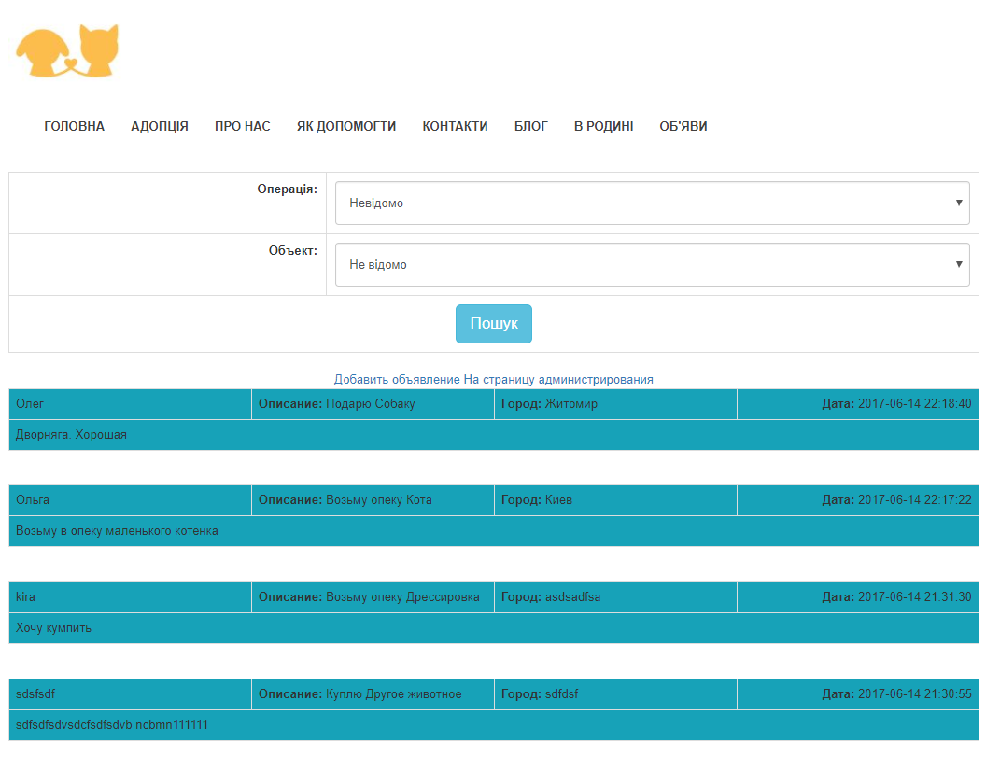 ГОЛОВНА АДОПЦІЯ ПРО НАС ЯК ДОПОМОГТИ КОНТАКТИ БЛОГ В РОДИНІ ОБ'ЯВИ
Операція: Невідомо
Объект: Не відомо
Пошук
Добавить объявление На страницу администрирования
Олег Описание: Подарю Собаку Город: Житомир Дата: 2017-06-14 22:18:40
Дворняга. Хорошая
Ольга Описание: Возьму опеку Кота Город: Киев Дата: 2017-06-14 22:17:22
Возьму в опеку маленького котенка
kira Описание: Возьму опеку Дрессировка Город: asdsadfsa Дата: 2017-06-14 21:31:30
Хочу кумпить
sdsfsdf Описание: Куплю Другое животное Город: sdfdsf Дата: 2017-06-14 21:30:55
sdfsdfsdvsdcfsdfsdvb ncbmn111111